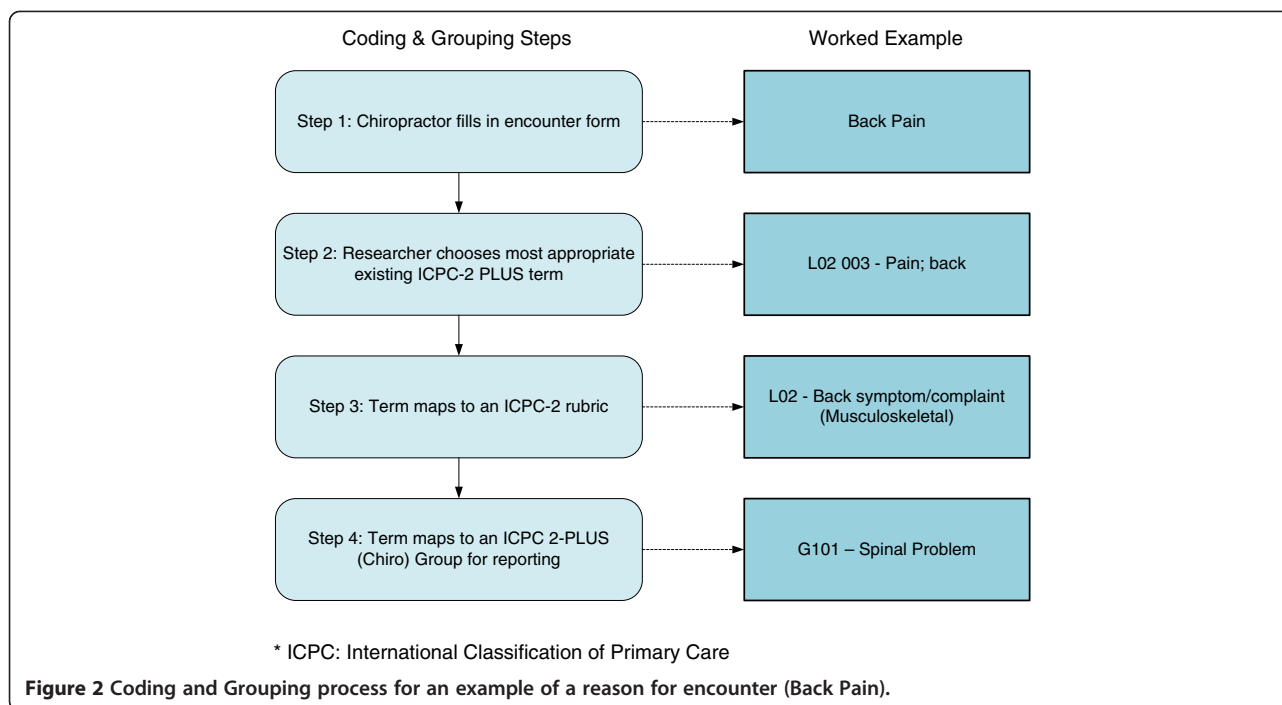 Coding & Grouping Steps
Worked Example
Step 1: Chiropractor fills in encounter form
Back Pain
Step 2: Researcher chooses most appropriate
existing ICPC-2 PLUS term
L02 003 - Pain; back
Step 3: Term maps to an ICPC-2 rubric
L02 - Back symptom/complaint
(Musculoskeletal)
Step 4: Term maps to an ICPC 2-PLUS
(Chiro) Group for reporting
G101 – Spinal Problem
* ICPC: International Classification of Primary Care
Figure 2 Coding and Grouping process for an example of a reason for encounter (Back Pain).